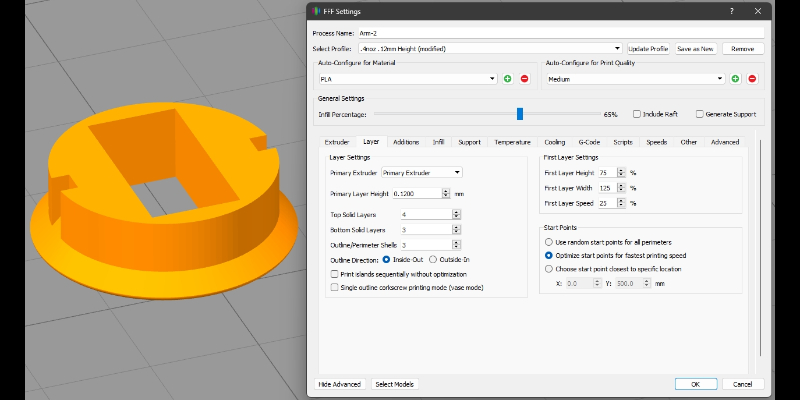 FFF Settings
Process Name: Arm-2
Select Profile: .4noz.12mm Height (modified) Update Profile Save as New Remove
Auto-Configure for Material Auto-Configure for Print Quality
PLA Medium
General Settings
Infill Percentage: 65% Include Raft Generate Support
Extruder Layer Additions Infill Support Temperature Cooling G-Code Scripts Speeds Other Advanced
Layer Settings
Primary Extruder Primary Extruder
Primary Layer Height 0.1200 mm
Top Solid Layers 4
Bottom Solid Layers 3
Outline/Perimeter Shells 3
Outline Direction: Inside-Out Outside-In
Print islands sequentially without optimization
Single outline corkscrew printing mode (vase mode)
First Layer Settings
First Layer Height 75 %
First Layer Width 125 %
First Layer Speed 25 %
Start Points
Use random start points for all perimeters
Optimize start points for fastest printing speed
Choose start point closest to specific location
X: 0.0 Y: 500.0 mm
Hide Advanced Select Models OK Cancel